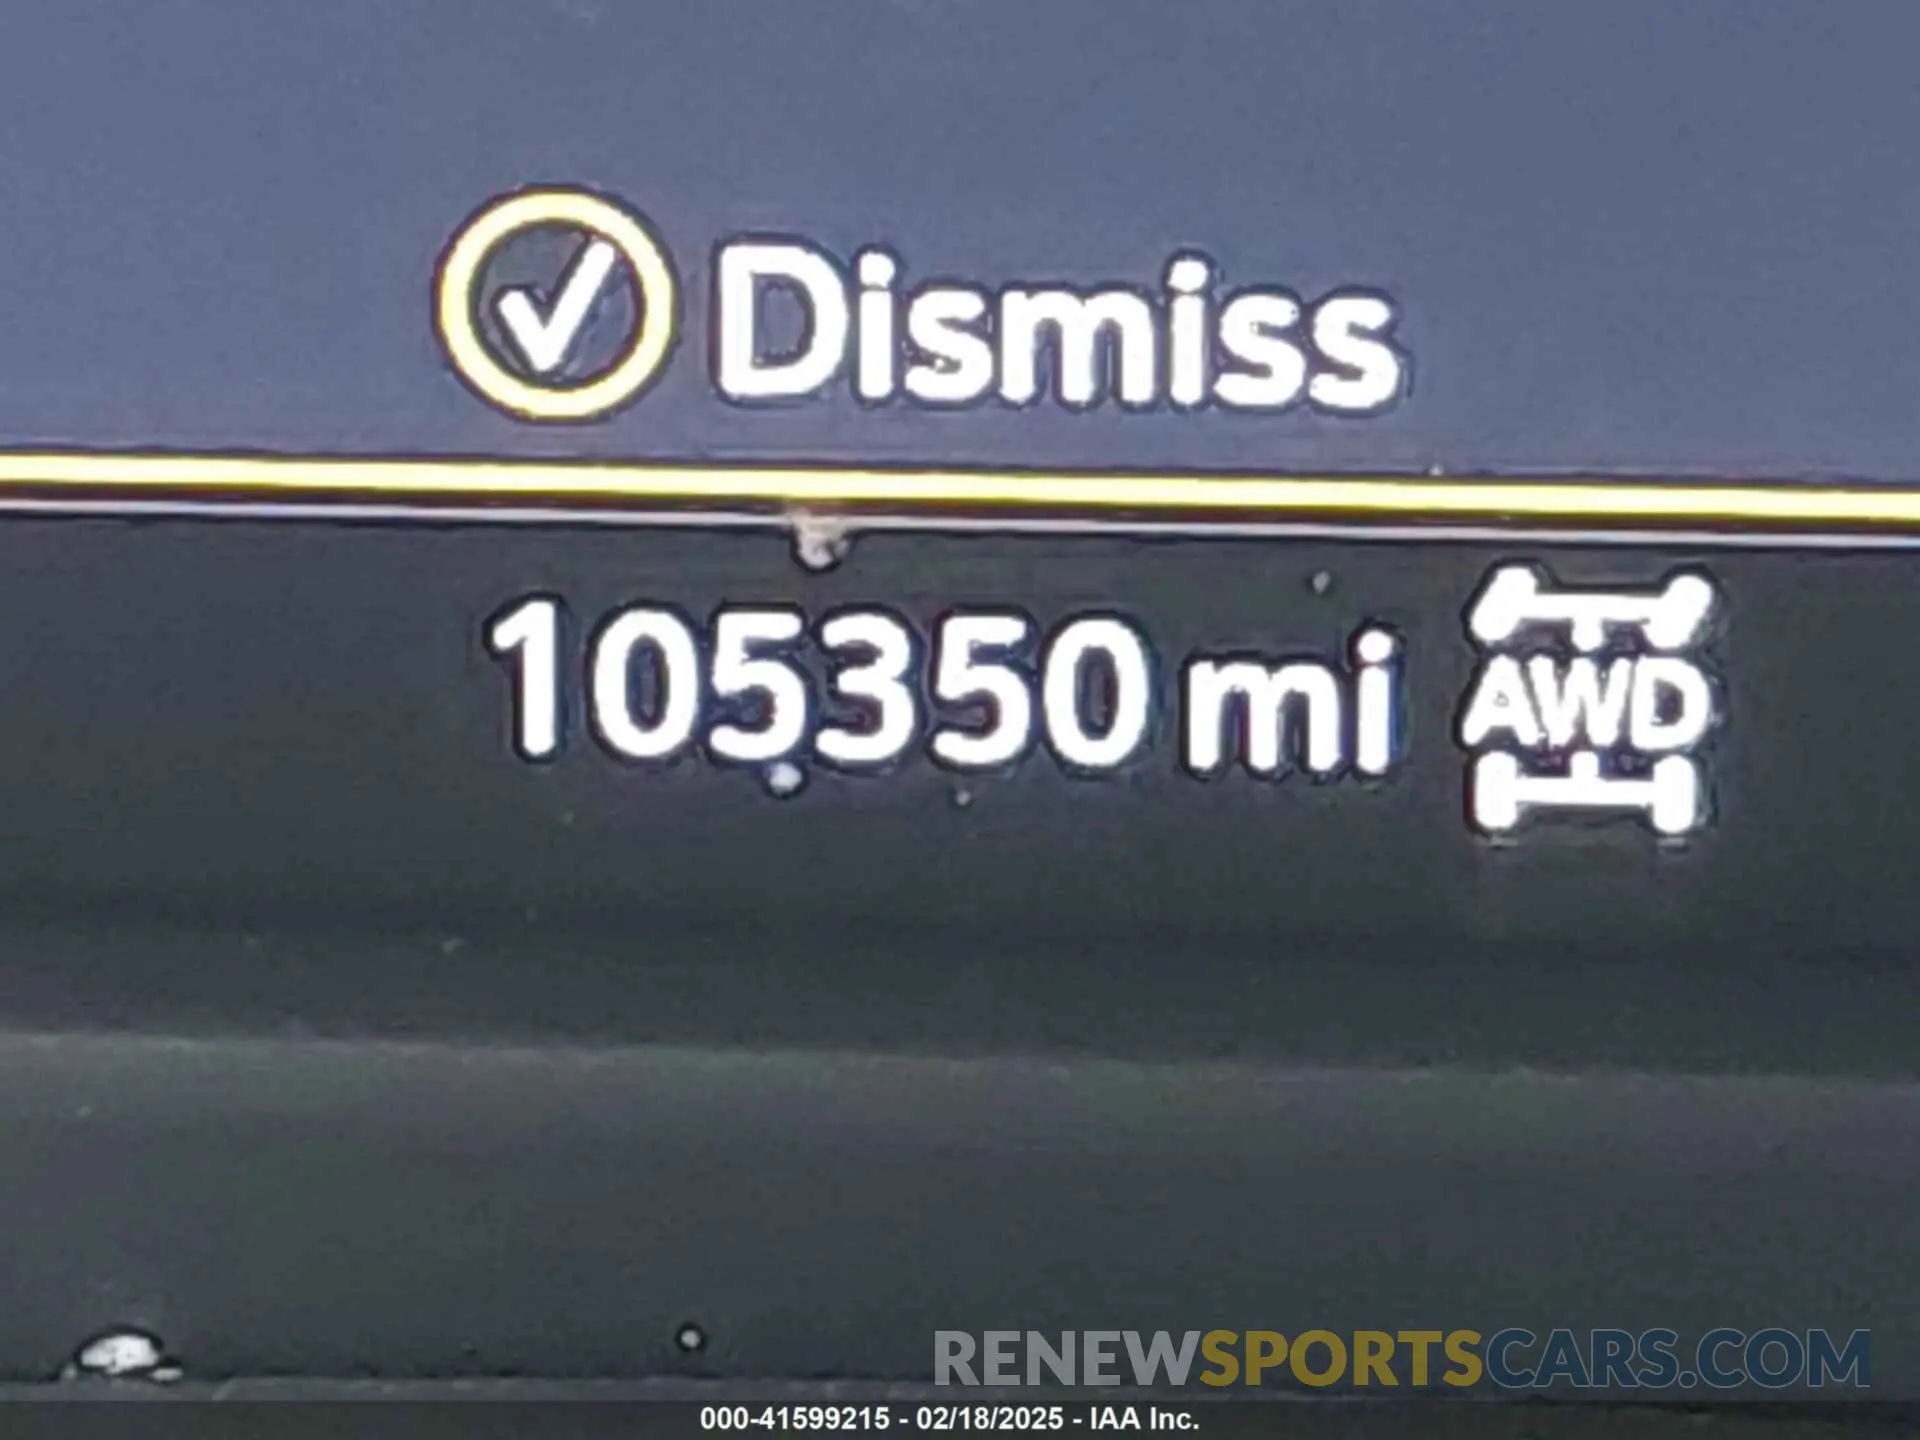 Dismiss
105350 mi
AWD
RENEWSPORTSCARS.COM
000-41599215 - 02/18/2025 - IAA Inc.